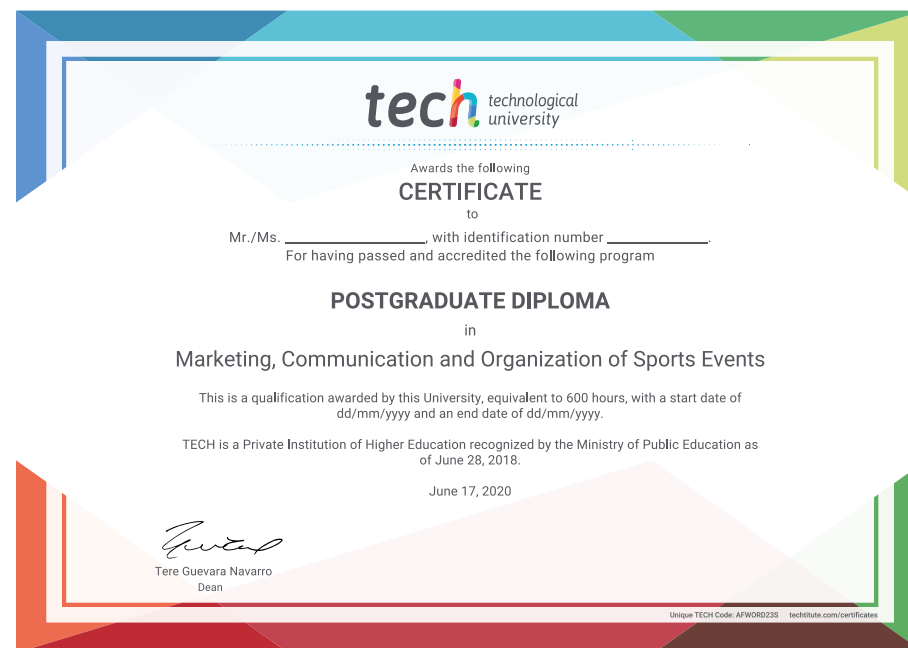 tech technological
university
Awards the following
CERTIFICATE
to
Mr./Ms. ____________________, with identification number ______________.
For having passed and accredited the following program
POSTGRADUATE DIPLOMA
in
Marketing, Communication and Organization of Sports Events
This is a qualification awarded by this University, equivalent to 600 hours, with a start date of
dd/mm/yyyy and an end date of dd/mm/yyyy.
TECH is a Private Institution of Higher Education recognized by the Ministry of Public Education as
of June 28, 2018.
June 17, 2020
Tere Guevara Navarro
Dean
Unique TECH Code: AFWORD23S techtitute.com/certificates